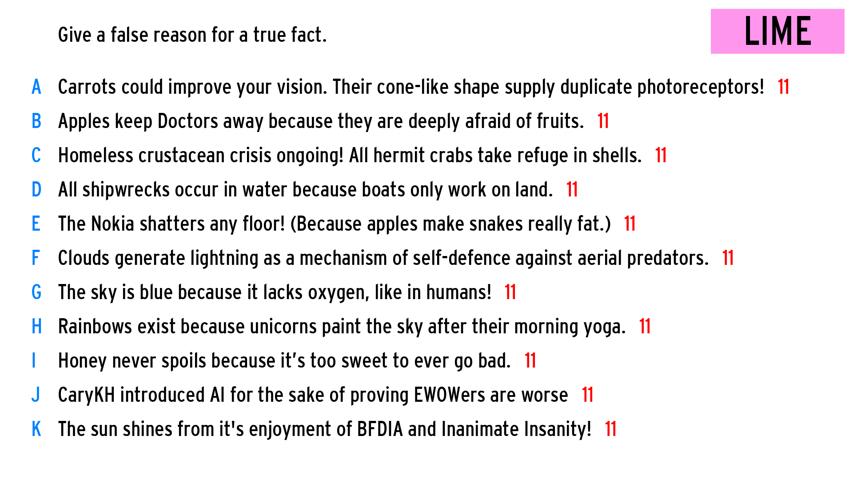 Give a false reason for a true fact.
LIME
A Carrots could improve your vision. Their cone-like shape supply duplicate photoreceptors! 11
B Apples keep Doctors away because they are deeply afraid of fruits. 11
C Homeless crustacean crisis ongoing! All hermit crabs take refuge in shells. 11
D All shipwrecks occur in water because boats only work on land. 11
E The Nokia shatters any floor! (Because apples make snakes really fat.) 11
F Clouds generate lightning as a mechanism of self-defence against aerial predators. 11
G The sky is blue because it lacks oxygen, like in humans! 11
H Rainbows exist because unicorns paint the sky after their morning yoga. 11
I Honey never spoils because it’s too sweet to ever go bad. 11
J CaryKH introduced AI for the sake of proving EWOWers are worse 11
K The sun shines from it's enjoyment of BFDIA and Inanimate Insanity! 11